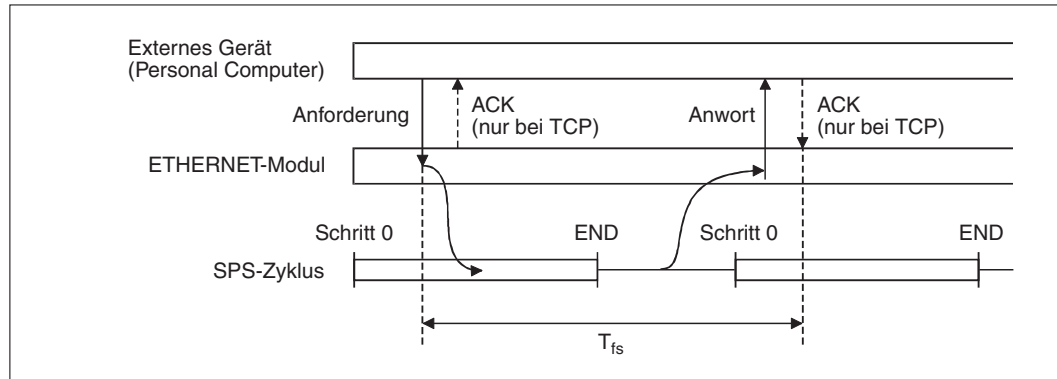 Externes Gerät
(Personal Computer)
Anforderung
ACK
(nur bei TCP)
Anwort
ACK
(nur bei TCP)
ETHERNET-Modul
Schritt 0
END
Schritt 0
END
SPS-Zyklus
Tfs